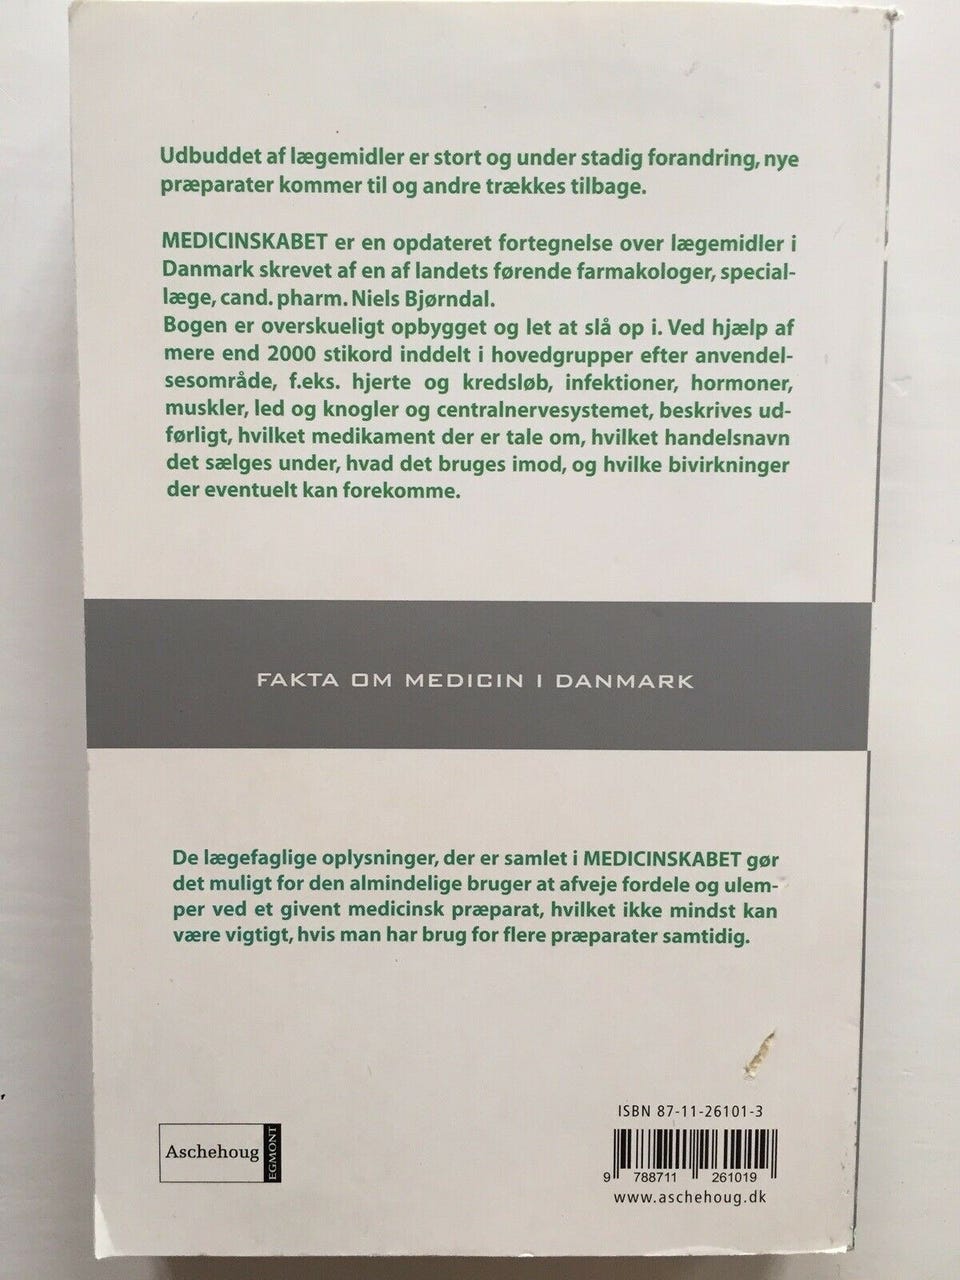 Udbuddet af lægemidler er stort og under stadig forandring, nye
præparater kommer til og andre trækkes tilbage.
MEDICINSKABET er en opdateret fortegnelse over lægemidler i
Danmark skrevet af en af landets førende farmakologer, special-
læge, cand. pharm. Niels Bjørndal.
Bogen er overskueligt opbygget og let at slå op i. Ved hjælp af
mere end 2000 stikord inddelt i hovedgrupper efter anvendel-
sesområde, f.eks. hjerte og kredsløb, infektioner, hormoner,
muskler, led og knogler og centralnervesystemet, beskrives ud-
førligt, hvilket medikament der er tale om, hvilket handelsnavn
det sælges under, hvad det bruges imod, og hvilke bivirkninger
der eventuelt kan forekomme.
FAKTA OM MEDICIN I DANMARK
De lægefaglige oplysninger, der er samlet i MEDICINSKABET gør
det muligt for den almindelige bruger at afveje fordele og ulem-
per ved et givent medicinsk præparat, hvilket ikke mindst kan
være vigtigt, hvis man har brug for flere præparater samtidig.
Aschehoug
EGMONT
ISBN 87-11-26101-3
9 788711 261019
www.aschehoug.dk